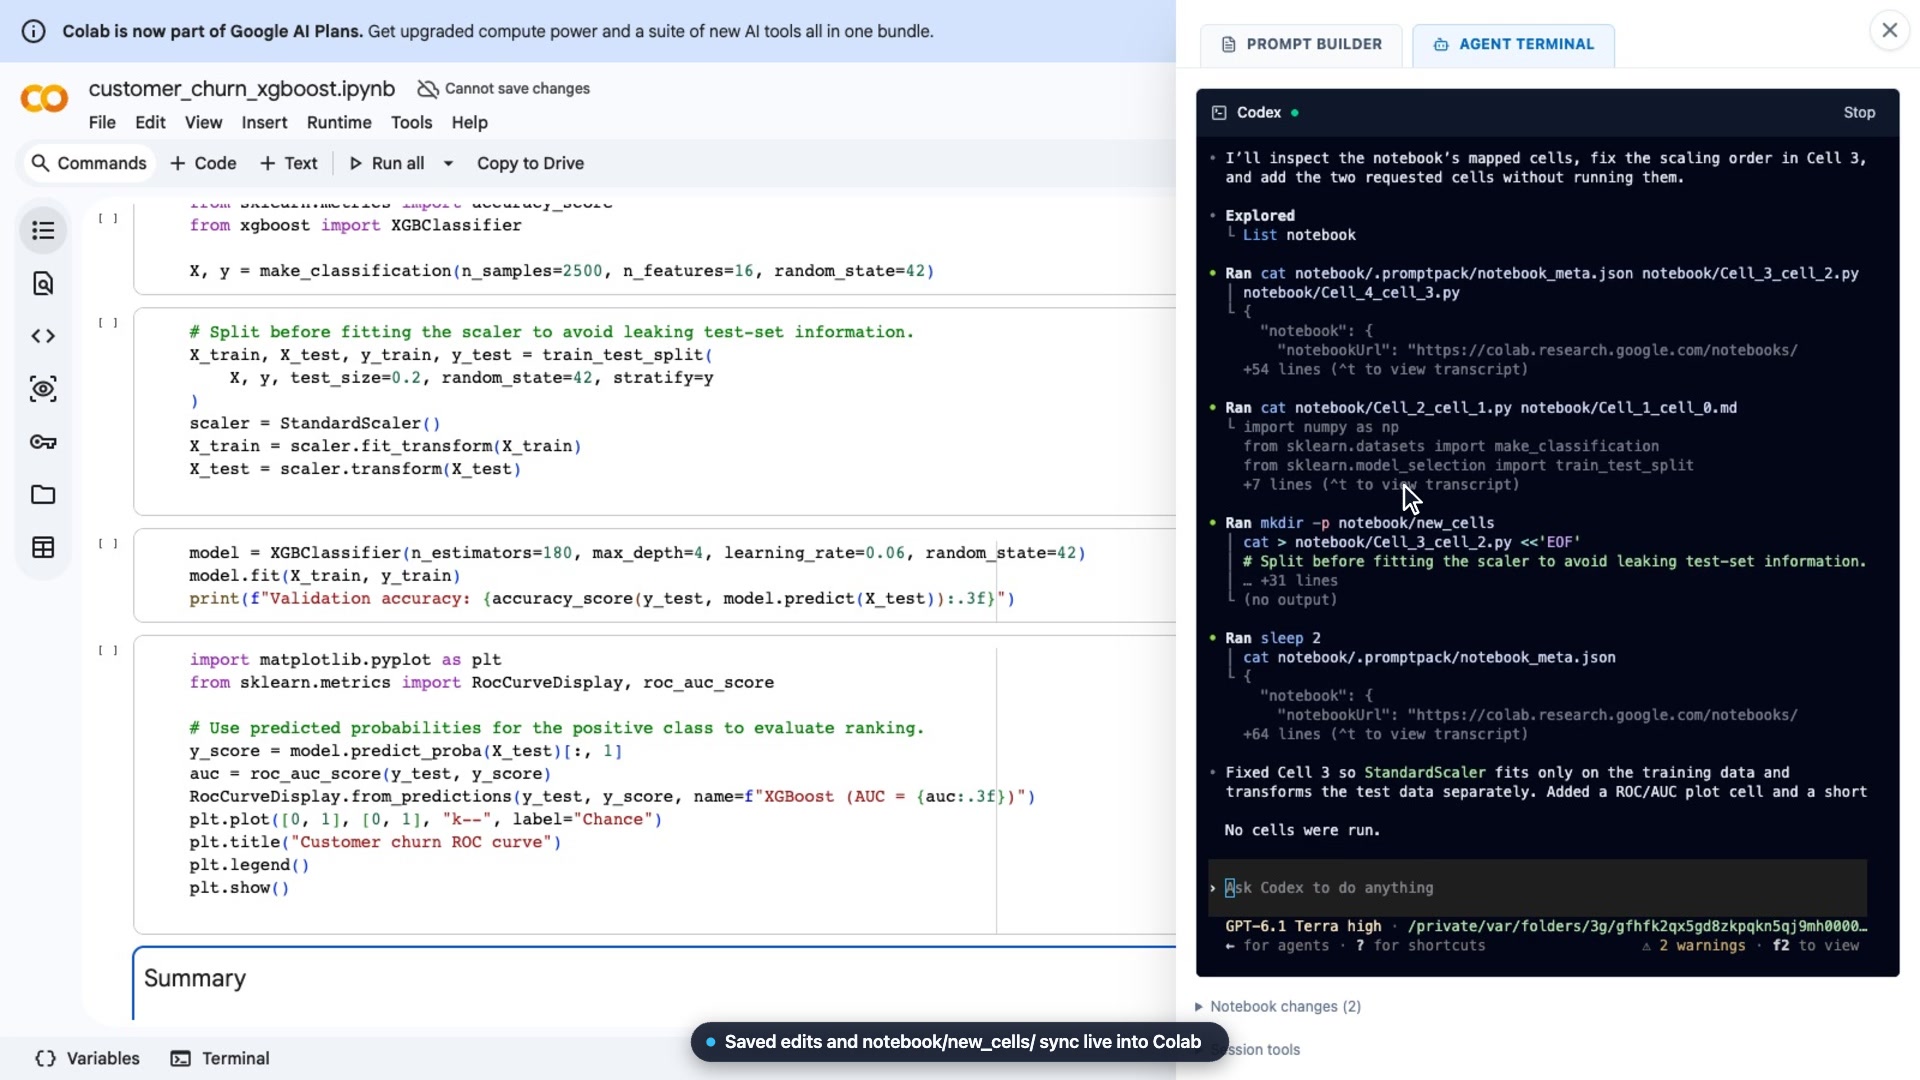 Colab is now part of Google AI Plans. Get upgraded compute power and a suite of new AI tools all in one bundle.
customer_churn_xgboost.ipynb
Cannot save changes
File Edit View Insert Runtime Tools Help
Commands + Code + Text Run all Copy to Drive
[ ]
from sklearn.metrics import accuracy_score
from xgboost import XGBClassifier
X, y = make_classification(n_samples=2500, n_features=16, random_state=42)
[ ]
# Split before fitting the scaler to avoid leaking test-set information.
X_train, X_test, y_train, y_test = train_test_split(
X, y, test_size=0.2, random_state=42, stratify=y
)
scaler = StandardScaler()
X_train = scaler.fit_transform(X_train)
X_test = scaler.transform(X_test)
[ ]
model = XGBClassifier(n_estimators=180, max_depth=4, learning_rate=0.06, random_state=42)
model.fit(X_train, y_train)
print(f"Validation accuracy: {accuracy_score(y_test, model.predict(X_test)):.3f}")
[ ]
import matplotlib.pyplot as plt
from sklearn.metrics import RocCurveDisplay, roc_auc_score
# Use predicted probabilities for the positive class to evaluate ranking.
y_score = model.predict_proba(X_test)[:, 1]
auc = roc_auc_score(y_test, y_score)
RocCurveDisplay.from_predictions(y_test, y_score, name=f"XGBoost (AUC = {auc:.3f})")
plt.plot([0, 1], [0, 1], "k--", label="Chance")
plt.title("Customer churn ROC curve")
plt.legend()
plt.show()
Summary
{} Variables Terminal
PROMPT BUILDER
AGENT TERMINAL
Codex
Stop
• I'll inspect the notebook's mapped cells, fix the scaling order in Cell 3,
and add the two requested cells without running them.
• Explored
└ List notebook
• Ran cat notebook/.promptpack/notebook_meta.json notebook/Cell_3_cell_2.py
│ notebook/Cell_4_cell_3.py
└ {
"notebook": {
"notebookUrl": "https://colab.research.google.com/notebooks/
+54 lines (^t to view transcript)
• Ran cat notebook/Cell_2_cell_1.py notebook/Cell_1_cell_0.md
└ import numpy as np
from sklearn.datasets import make_classification
from sklearn.model_selection import train_test_split
+7 lines (^t to view transcript)
• Ran mkdir -p notebook/new_cells
│ cat > notebook/Cell_3_cell_2.py <<'EOF'
│ # Split before fitting the scaler to avoid leaking test-set information.
│ … +31 lines
└ (no output)
• Ran sleep 2
│ cat notebook/.promptpack/notebook_meta.json
└ {
"notebook": {
"notebookUrl": "https://colab.research.google.com/notebooks/
+64 lines (^t to view transcript)
• Fixed Cell 3 so StandardScaler fits only on the training data and
transforms the test data separately. Added a ROC/AUC plot cell and a short
No cells were run.
› Ask Codex to do anything
GPT-6.1 Terra high · /private/var/folders/3g/gfhfk2qx5gd8zkpqkn5qj9mh0000…
← for agents · ? for shortcuts ⚠ 2 warnings · f2 to view
Notebook changes (2)
Session tools
Saved edits and notebook/new_cells/ sync live into Colab